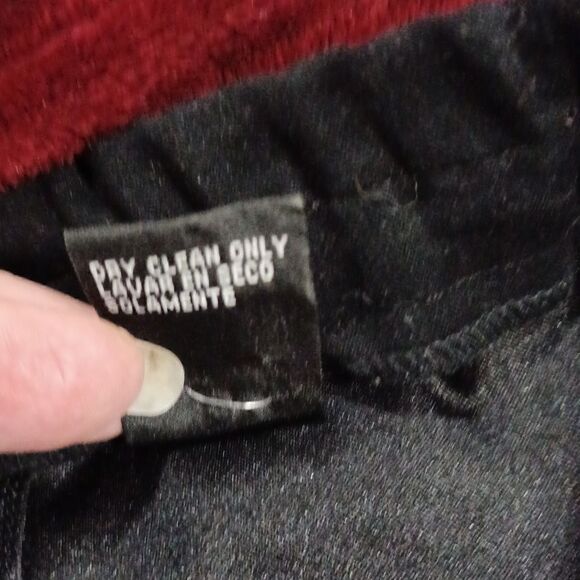 DRY CLEAN ONLY
LAVAR EN SECO
SOLAMENTE